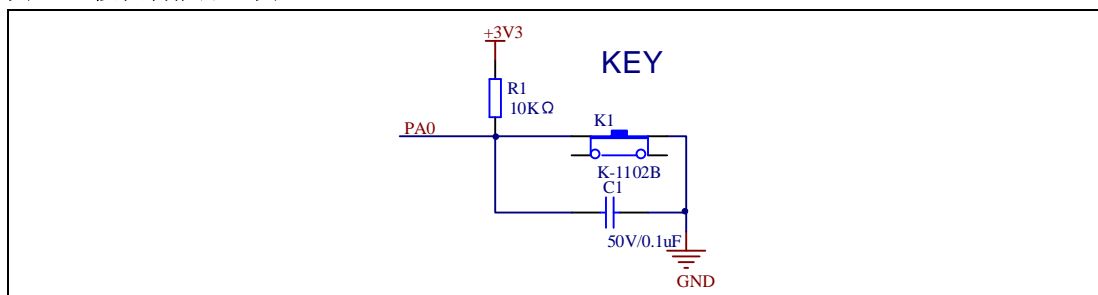 +3V3
KEY
R1
10KΩ
K1
PA0
K-1102B
C1
50V/0.1uF
GND